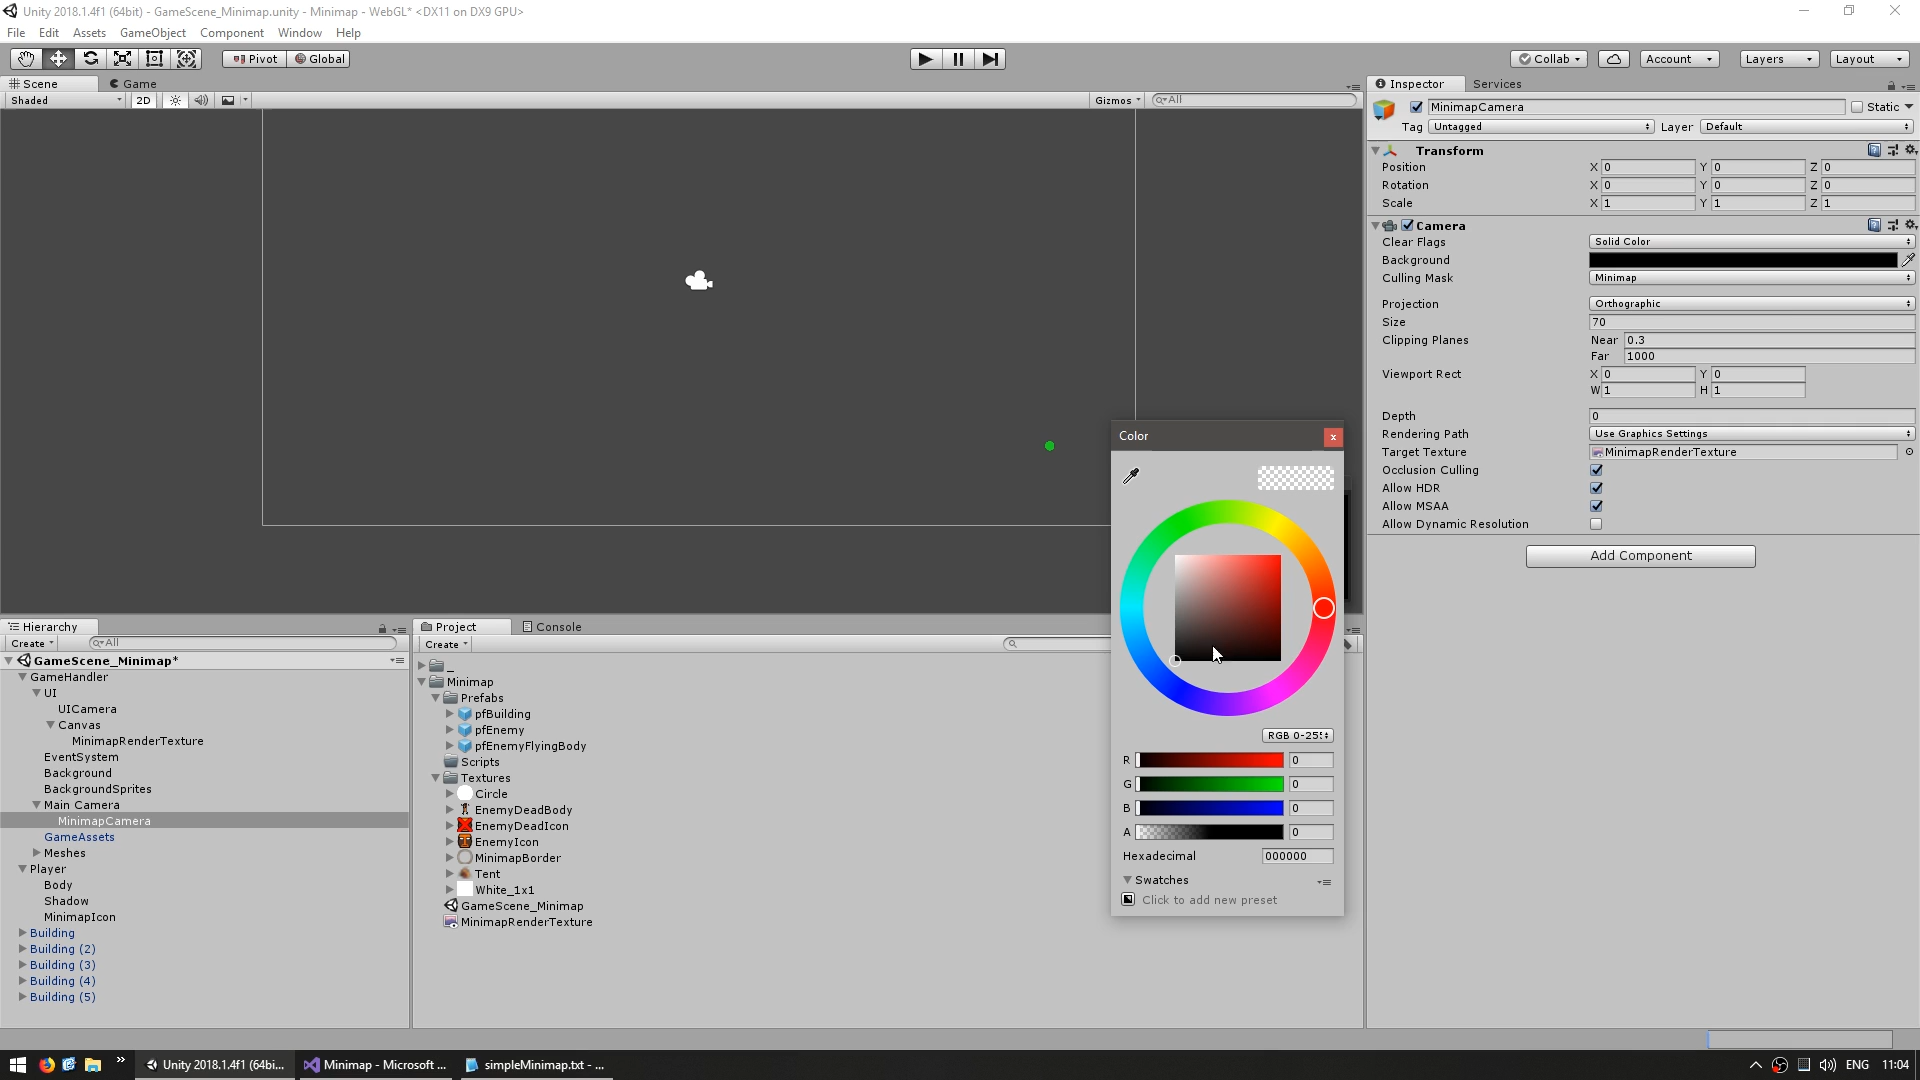 Unity 2018.1.4f1 (64bit) - GameScene_Minimap.unity - Minimap - WebGL* <DX11 on DX9 GPU>
File Edit Assets GameObject Component Window Help
Pivot Global Collab Account Layers Layout
Scene Game
Shaded 2D Gizmos All
Inspector Services
MinimapCamera Static
Tag Untagged Layer Default
Transform
Position X 0 Y 0 Z 0
Rotation X 0 Y 0 Z 0
Scale X 1 Y 1 Z 1
Camera
Clear Flags Solid Color
Background
Culling Mask Minimap
Projection Orthographic
Size 70
Clipping Planes Near 0.3
Far 1000
Viewport Rect X 0 Y 0
W 1 H 1
Depth 0
Rendering Path Use Graphics Settings
Target Texture MinimapRenderTexture
Occlusion Culling
Allow HDR
Allow MSAA
Allow Dynamic Resolution
Add Component
Color
RGB 0-255
R 0
G 0
B 0
A 0
Hexadecimal 000000
Swatches
Click to add new preset
Hierarchy
Create All
GameScene_Minimap*
GameHandler
UI
UICamera
Canvas
MinimapRenderTexture
EventSystem
Background
BackgroundSprites
Main Camera
MinimapCamera
GameAssets
Meshes
Player
Body
Shadow
MinimapIcon
Building
Building (2)
Building (3)
Building (4)
Building (5)
Project Console
Create
_
Minimap
Prefabs
pfBuilding
pfEnemy
pfEnemyFlyingBody
Scripts
Textures
Circle
EnemyDeadBody
EnemyDeadIcon
EnemyIcon
MinimapBorder
Tent
White_1x1
GameScene_Minimap
MinimapRenderTexture
Unity 2018.1.4f1 (64bi... Minimap - Microsoft ... simpleMinimap.txt - ... ENG 11:04